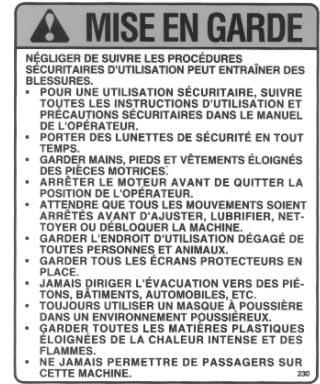 MISE EN GARDE
NÉGLIGER DE SUIVRE LES PROCÉDURES
SÉCURITAIRES D'UTILISATION PEUT ENTRAÎNER DES
BLESSURES.
• POUR UNE UTILISATION SÉCURITAIRE, SUIVRE
TOUTES LES INSTRUCTIONS D'UTILISATION ET
PRÉCAUTIONS SÉCURITAIRES DANS LE MANUEL
DE L'OPÉRATEUR.
• PORTER DES LUNETTES DE SÉCURITÉ EN TOUT
TEMPS.
• GARDER MAINS, PIEDS ET VÊTEMENTS ÉLOIGNÉS
DES PIÈCES MOTRICES.
• ARRÊTER LE MOTEUR AVANT DE QUITTER LA
POSITION DE L'OPÉRATEUR.
• ATTENDRE QUE TOUS LES MOUVEMENTS SOIENT
ARRÊTÉS AVANT D'AJUSTER, LUBRIFIER, NET-
TOYER OU DÉBLOQUER LA MACHINE.
• GARDER L'ENDROIT D'UTILISATION DÉGAGÉ DE
TOUTES PERSONNES ET ANIMAUX.
• GARDER TOUS LES ÉCRANS PROTECTEURS EN
PLACE.
• JAMAIS DIRIGER L'ÉVACUATION VERS DES PIÉ-
TONS, BÂTIMENTS, AUTOMOBILES, ETC.
• TOUJOURS UTILISER UN MASQUE À POUSSIÈRE
DANS UN ENVIRONNEMENT POUSSIÉREUX.
• GARDER TOUTES LES MATIÈRES PLASTIQUES
ÉLOIGNÉES DE LA CHALEUR INTENSE ET DES
FLAMMES.
• NE JAMAIS PERMETTRE DE PASSAGERS SUR
CETTE MACHINE. 230